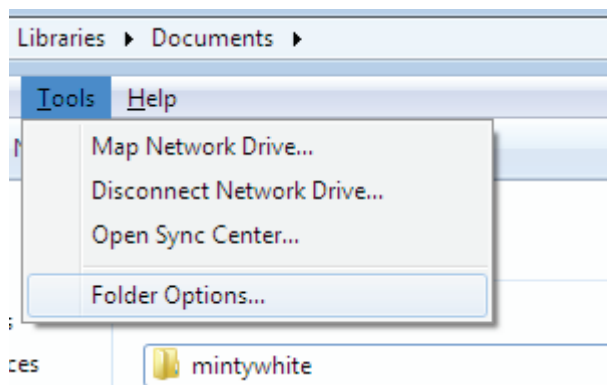 Libraries ▸ Documents ▸
Tools Help
Map Network Drive...
Disconnect Network Drive...
Open Sync Center...
Folder Options...
mintywhite